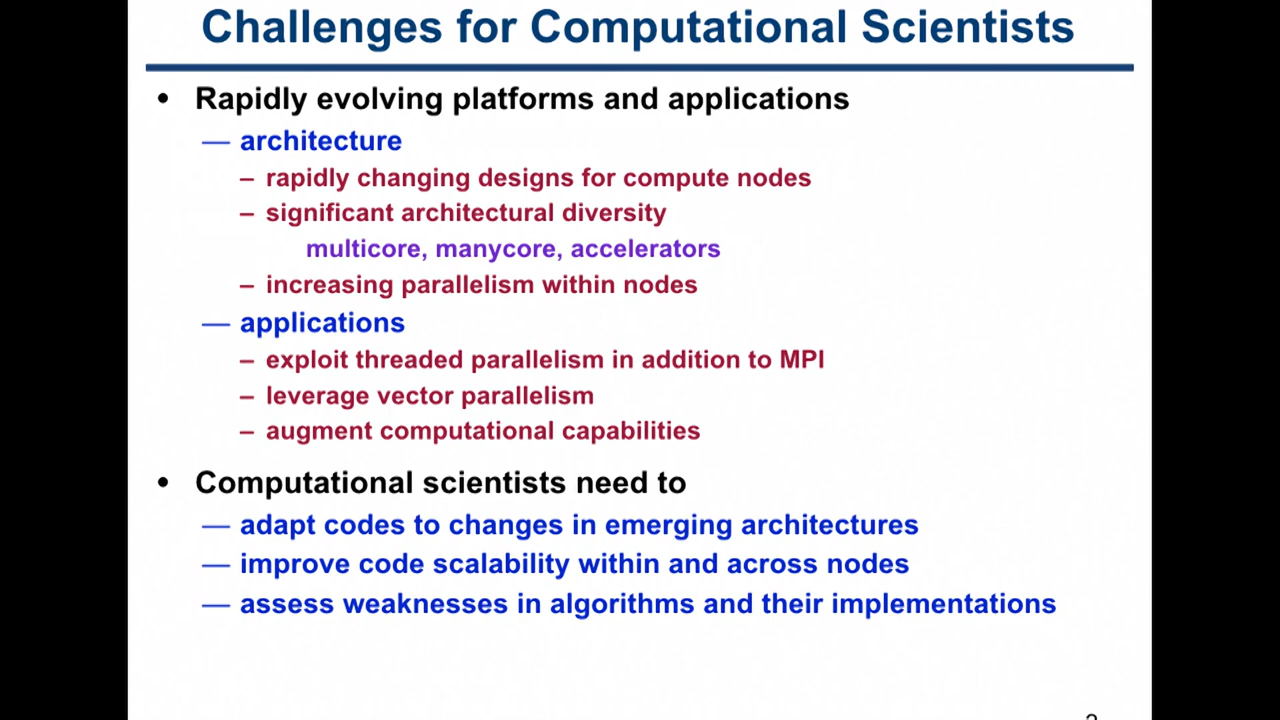 Challenges for Computational Scientists
• Rapidly evolving platforms and applications
— architecture
– rapidly changing designs for compute nodes
– significant architectural diversity
multicore, manycore, accelerators
– increasing parallelism within nodes
— applications
– exploit threaded parallelism in addition to MPI
– leverage vector parallelism
– augment computational capabilities
• Computational scientists need to
— adapt codes to changes in emerging architectures
— improve code scalability within and across nodes
— assess weaknesses in algorithms and their implementations